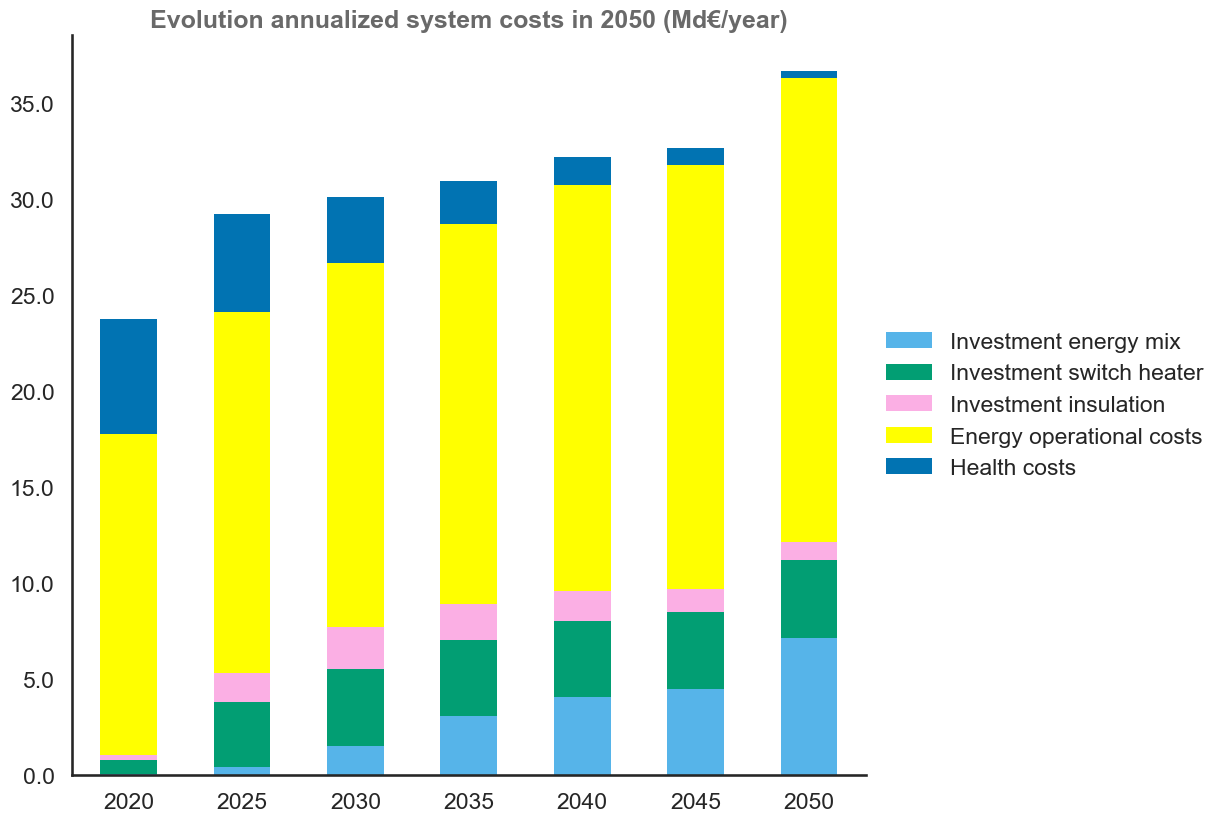 Evolution annualized system costs in 2050 (Md€/year)
35.0
30.0
25.0
20.0
15.0
10.0
5.0
0.0
2020 2025 2030 2035 2040 2045 2050
Investment energy mix
Investment switch heater
Investment insulation
Energy operational costs
Health costs